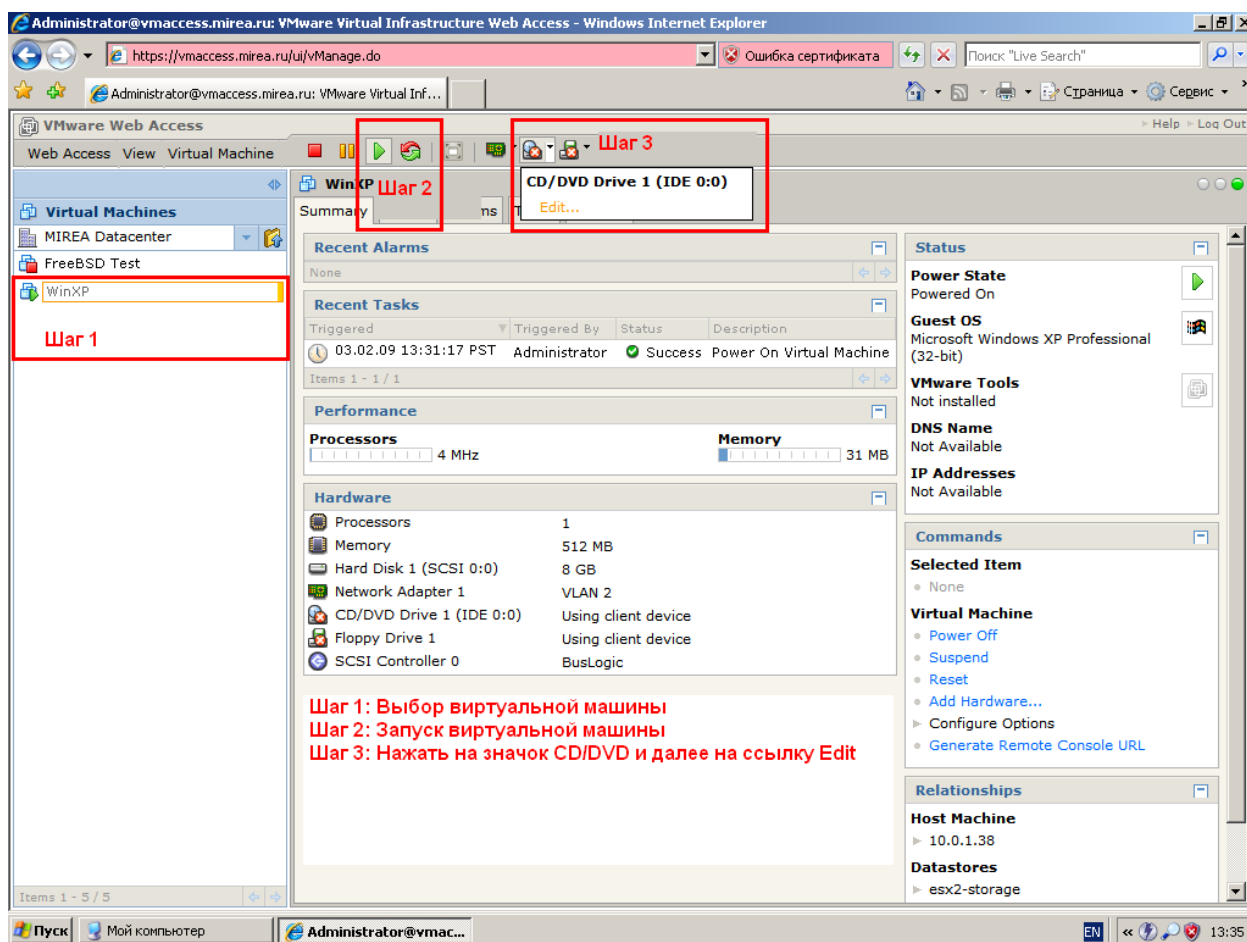 Administrator@vmaccess.mirea.ru: VMware Virtual Infrastructure Web Access - Windows Internet Explorer
https://vmaccess.mirea.ru/ui/vManage.do
Ошибка сертификата
Поиск "Live Search"
Administrator@vmaccess.mirea.ru: VMware Virtual Inf...
Страница
Сервис
VMware Web Access
Help
Log Out
Web Access View Virtual Machine
Шаг 3
CD/DVD Drive 1 (IDE 0:0)
Edit...
Шаг 2
WinXP
Virtual Machines
Summary
ms
MIREA Datacenter
FreeBSD Test
WinXP
Шаг 1
Recent Alarms
None
Recent Tasks
Triggered Triggered By Status Description
03.02.09 13:31:17 PST Administrator Success Power On Virtual Machine
Items 1 - 1 / 1
Performance
Processors Memory
4 MHz 31 MB
Hardware
Processors 1
Memory 512 MB
Hard Disk 1 (SCSI 0:0) 8 GB
Network Adapter 1 VLAN 2
CD/DVD Drive 1 (IDE 0:0) Using client device
Floppy Drive 1 Using client device
SCSI Controller 0 BusLogic
Шаг 1: Выбор виртуальной машины
Шаг 2: Запуск виртуальной машины
Шаг 3: Нажать на значок CD/DVD и далее на ссылку Edit
Status
Power State
Powered On
Guest OS
Microsoft Windows XP Professional
(32-bit)
VMware Tools
Not installed
DNS Name
Not Available
IP Addresses
Not Available
Commands
Selected Item
None
Virtual Machine
Power Off
Suspend
Reset
Add Hardware...
Configure Options
Generate Remote Console URL
Relationships
Host Machine
10.0.1.38
Datastores
esx2-storage
Items 1 - 5 / 5
Пуск
Мой компьютер
Administrator@vmac...
EN
13:35